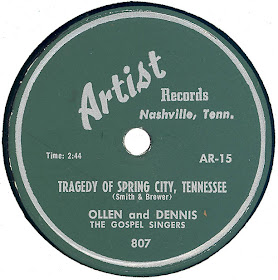 Artist
Records
Nashville, Tenn.
Time: 2:44
AR-15
TRAGEDY OF SPRING CITY, TENNESSEE
(Smith & Brewer)
OLLEN and DENNIS
THE GOSPEL SINGERS
807